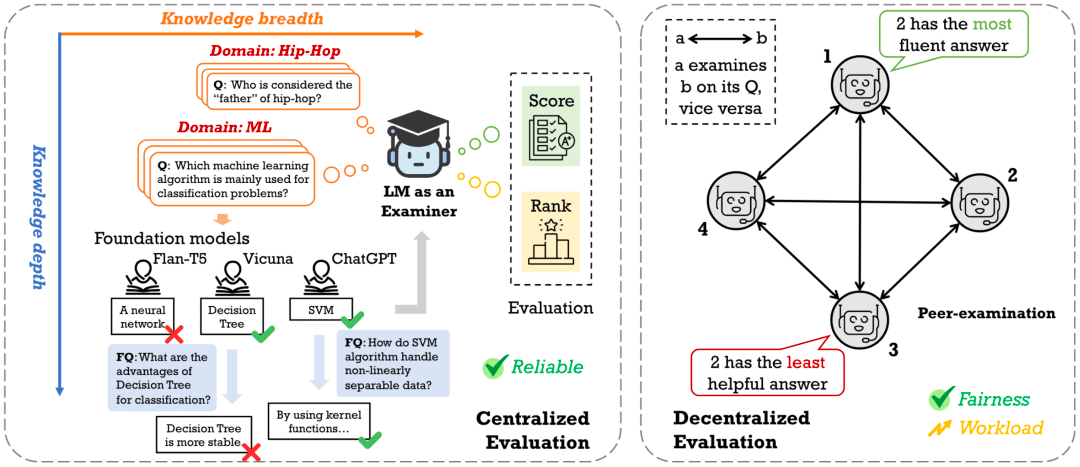 Knowledge breadth
Knowledge depth
Domain: Hip-Hop
Q: Who is considered the
"father" of hip-hop?
Domain: ML
Q: Which machine learning
algorithm is mainly used for
classification problems?
LM as an
Examiner
Score
A+
Rank
Evaluation
Foundation models
Flan-T5
Vicuna
ChatGPT
A neural
network
Decision
Tree
SVM
FQ: What are the
advantages of
Decision Tree
for classification?
FQ: How do SVM
algorithm handle
non-linearly
separable data?
Decision Tree
is more stable
By using kernel
functions...
Reliable
Centralized
Evaluation
a b
a examines
b on its Q,
vice versa
2 has the most
fluent answer
1
2
4
3
2 has the least
helpful answer
Peer-examination
Decentralized
Evaluation
Fairness
Workload